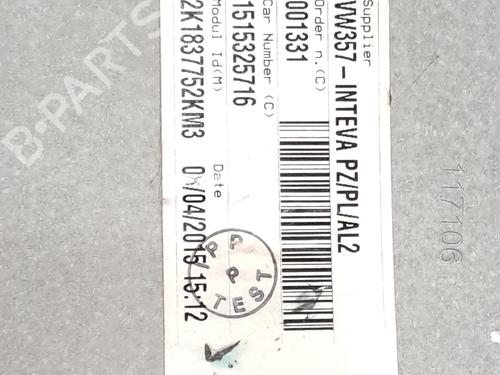 Supplier
VW357-INTEVA PZ/PL/AL2
Order n.(C)
001331
Car Number (C)
1515325716
Modul Id(M)
Date
2K1837752KM3
/04/2015/15:12
P P P TEST
117106
B-PARTS